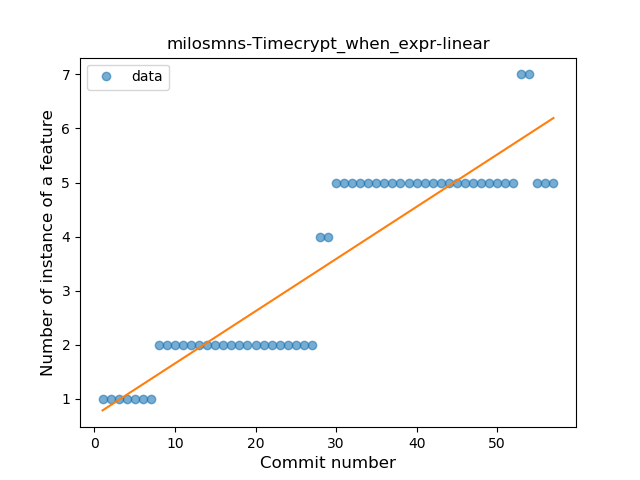 milosmns-Timecrypt_when_expr-linear
data
Number of instance of a feature
7
6
5
4
3
2
1
0 10 20 30 40 50
Commit number